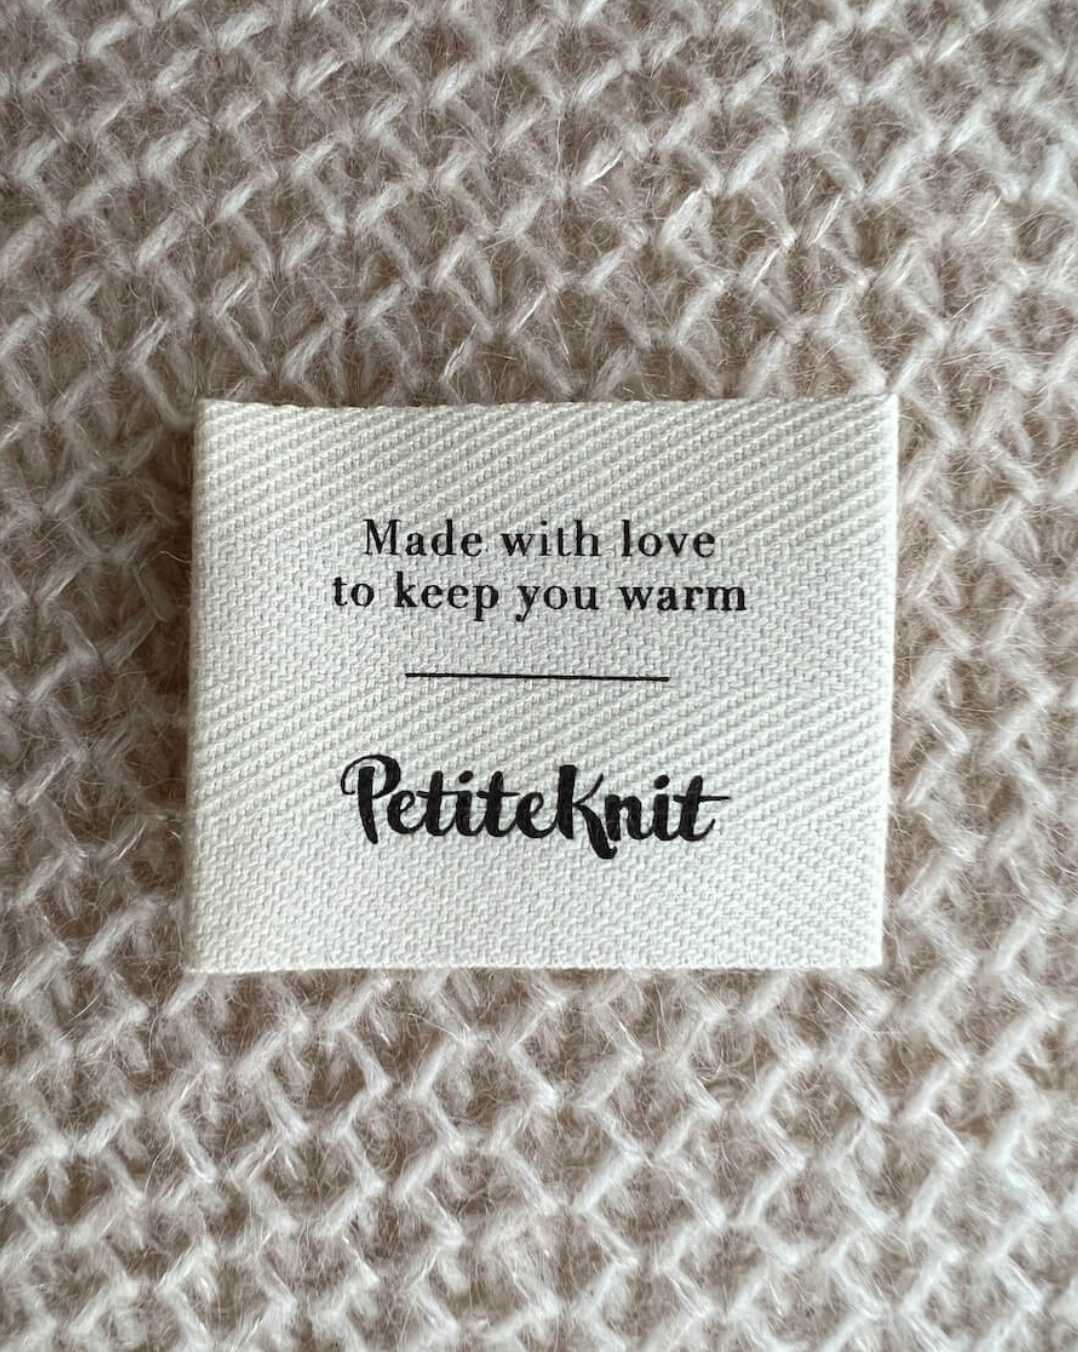 Made with love
to keep you warm
PetiteKnit